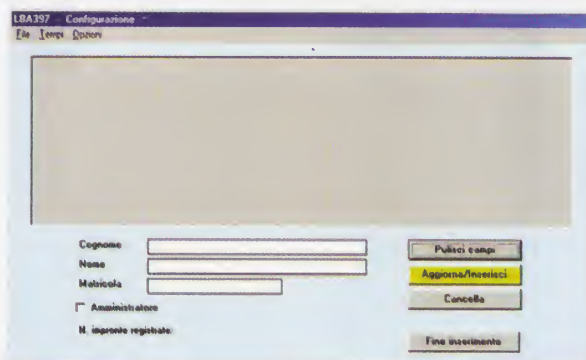 LBA397 - Configurazione
File Tempi Opzioni
Cognome
Nome
Matricola
Amministratore
N. impronte registrate:
Pulisci campi
Aggiorna/Inserisci
Cancella
Fine inserimento